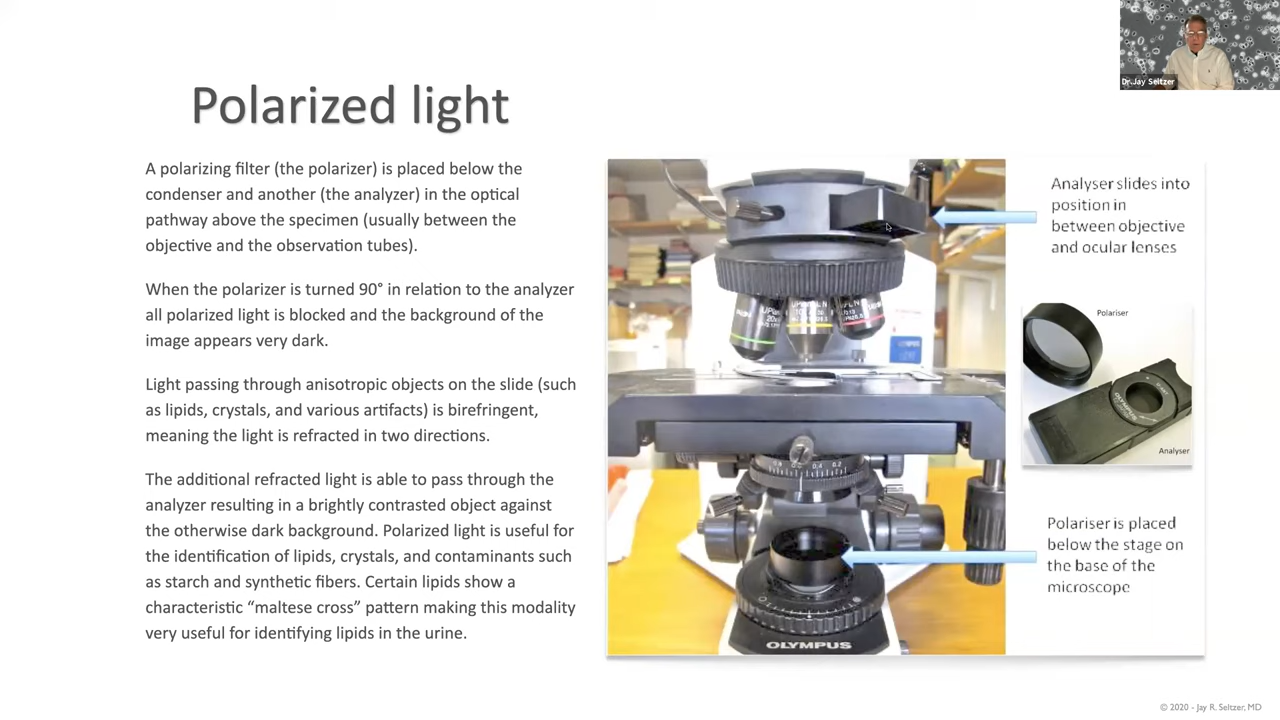 Dr.Jay Seltzer
Polarized light
A polarizing filter (the polarizer) is placed below the
condenser and another (the analyzer) in the optical
pathway above the specimen (usually between the
objective and the observation tubes).
When the polarizer is turned 90° in relation to the analyzer
all polarized light is blocked and the background of the
image appears very dark.
Light passing through anisotropic objects on the slide (such
as lipids, crystals, and various artifacts) is birefringent,
meaning the light is refracted in two directions.
The additional refracted light is able to pass through the
analyzer resulting in a brightly contrasted object against
the otherwise dark background. Polarized light is useful for
the identification of lipids, crystals, and contaminants such
as starch and synthetic fibers. Certain lipids show a
characteristic “maltese cross” pattern making this modality
very useful for identifying lipids in the urine.
Analyser slides into
position in
between objective
and ocular lenses
Polariser
OLYMPUS
Analyser
Polariser is placed
below the stage on
the base of the
microscope
OLYMPUS
© 2020 - Jay R. Seltzer, MD